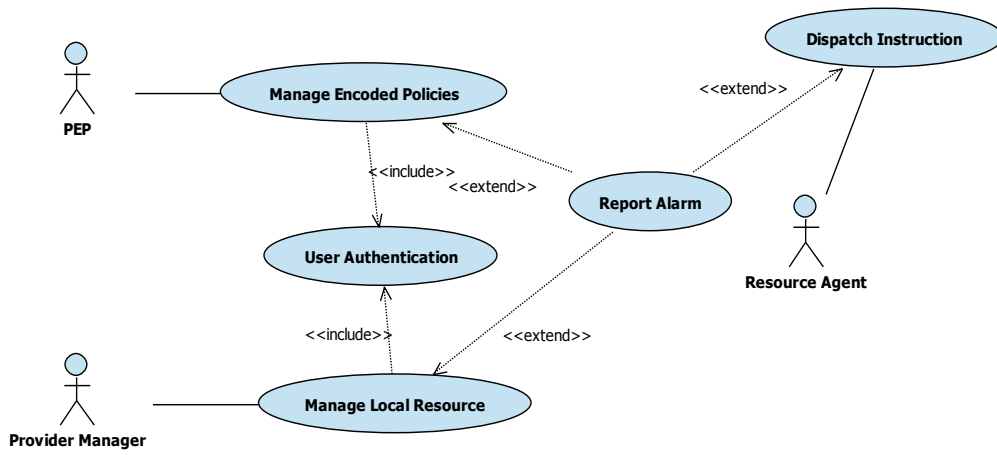 Dispatch Instruction
<<extend>>
Manage Encoded Policies
PEP
<<include>>
<<extend>>
Report Alarm
User Authentication
Resource Agent
<<include>>
<<extend>>
Manage Local Resource
Provider Manager